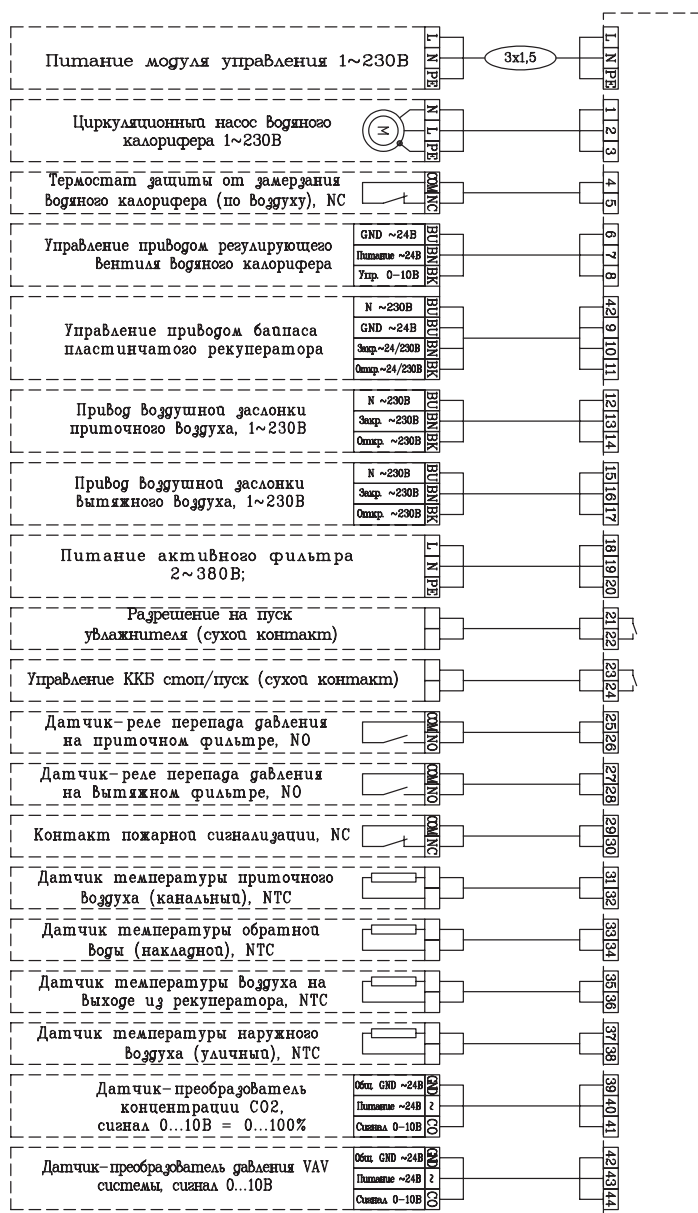 Питание модуля управления 1~230В
L
N
PE
3x1,5
L
N
PE
Циркуляционный насос водяного
калорифера 1~230В
M
N
L
PE
1
2
3
Термостат защиты от замерзания
водяного калорифера (по воздуху), NC
COM
NC
4
5
Управление приводом регулирующего
вентиля водяного калорифера
GND ~24В
Питание ~24В
Упр. 0-10В
BU
BN
BK
6
7
8
Управление приводом байпаса
пластинчатого рекуператора
N ~230В
GND ~24В
Закр.~24/230В
Откр.~24/230В
BU
BU
BN
BK
42
9
10
11
Привод воздушной заслонки
приточного воздуха, 1~230В
N ~230В
Закр. ~230В
Откр. ~230В
BU
BN
BK
12
13
14
Привод воздушной заслонки
вытяжного воздуха, 1~230В
N ~230В
Закр. ~230В
Откр. ~230В
BU
BN
BK
15
16
17
Питание активного фильтра
2~380В;
L
N
PE
18
19
20
Разрешение на пуск
увлажнителя (сухой контакт)
21
22
Управление ККБ стоп/пуск (сухой контакт)
23
24
Датчик-реле перепада давления
на приточном фильтре, NO
COM
NO
25
26
Датчик-реле перепада давления
на вытяжном фильтре, NO
COM
NO
27
28
Контакт пожарной сигнализации, NC
COM
NC
29
30
Датчик температуры приточного
воздуха (канальный), NTC
31
32
Датчик температуры обратной
воды (накладной), NTC
33
34
Датчик температуры воздуха на
выходе из рекуператора, NTC
35
36
Датчик температуры наружного
воздуха (уличный), NTC
37
38
Датчик-преобразователь
концентрации CO2,
сигнал 0...10В = 0...100%
Общ. GND ~24В
Питание ~24В
Сигнал 0-10В
GND
~
CO
39
40
41
Датчик-преобразователь давления VAV
системы, сигнал 0...10В
Общ. GND ~24В
Питание ~24В
Сигнал 0-10В
GND
~
CO
42
43
44